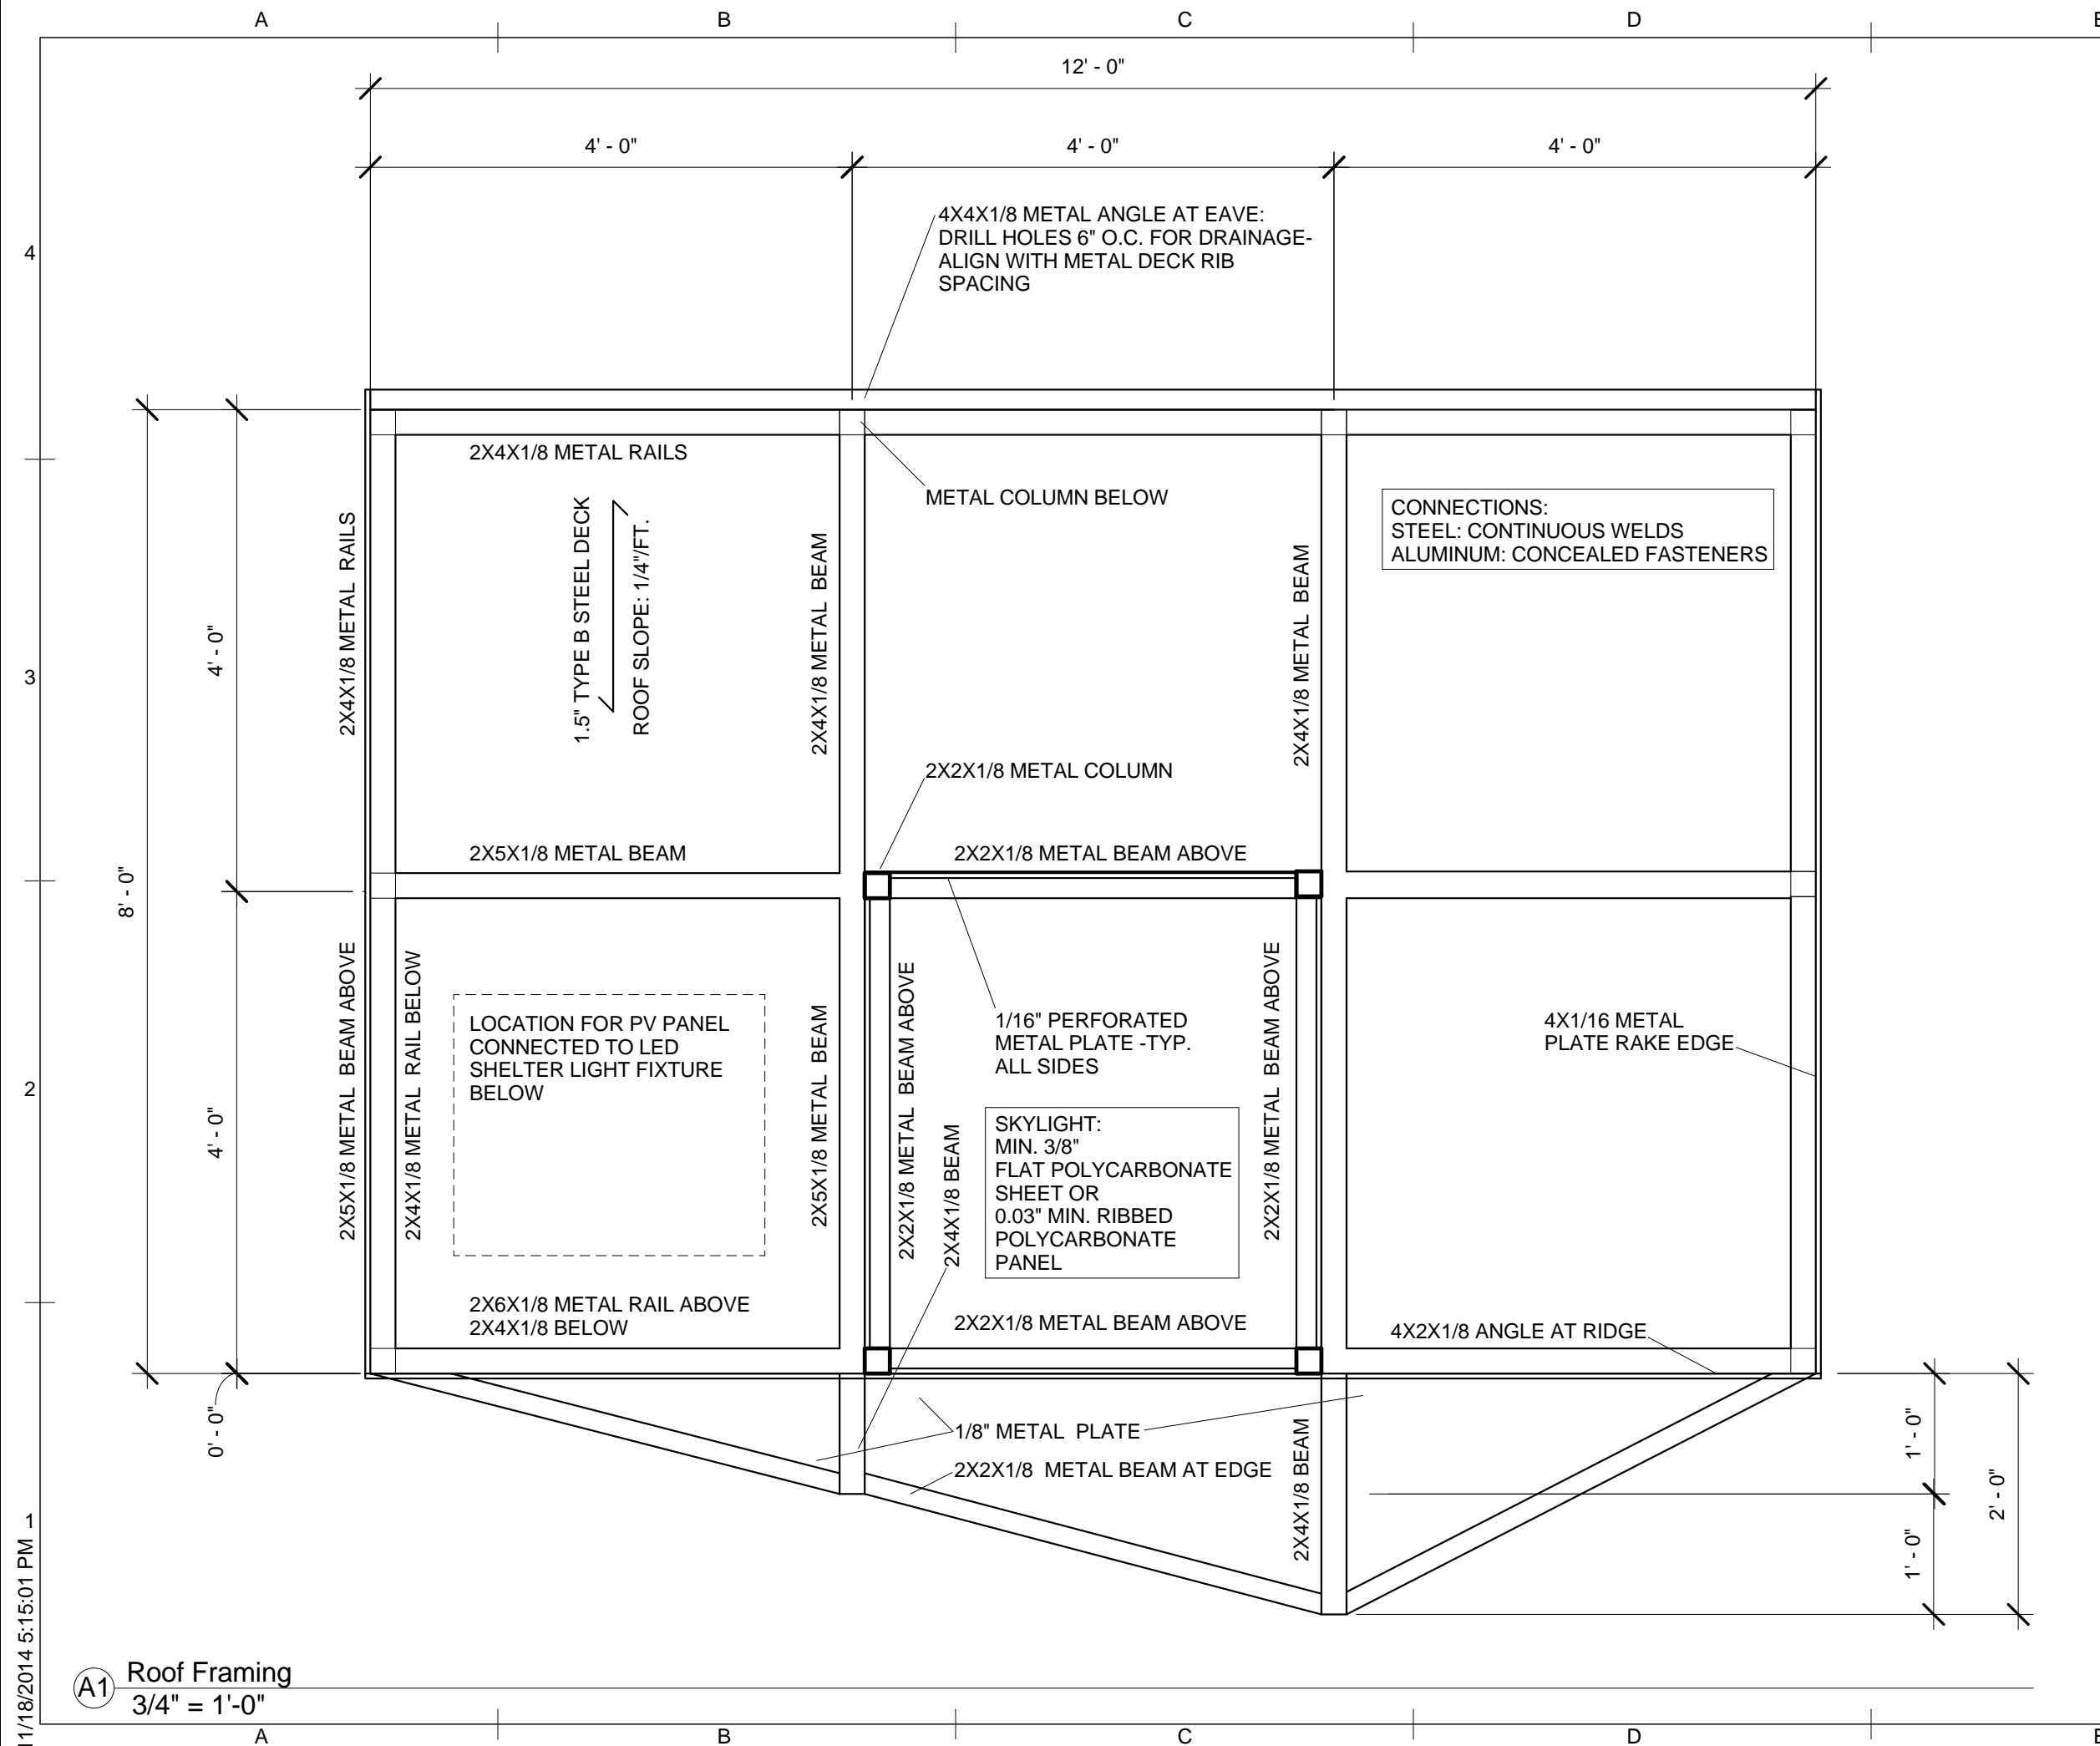 A B C D E
12' - 0"
4' - 0" 4' - 0" 4' - 0"
4X4X1/8 METAL ANGLE AT EAVE:
DRILL HOLES 6" O.C. FOR DRAINAGE-
ALIGN WITH METAL DECK RIB
SPACING
4
2X4X1/8 METAL RAILS
METAL COLUMN BELOW
CONNECTIONS:
STEEL: CONTINUOUS WELDS
ALUMINUM: CONCEALED FASTENERS
2X4X1/8 METAL RAILS
1.5" TYPE B STEEL DECK
ROOF SLOPE: 1/4"/FT.
2X4X1/8 METAL BEAM
2X4X1/8 METAL BEAM
4' - 0"
3
2X2X1/8 METAL COLUMN
2X5X1/8 METAL BEAM
2X2X1/8 METAL BEAM ABOVE
8' - 0"
2X5X1/8 METAL BEAM ABOVE
2X4X1/8 METAL RAIL BELOW
LOCATION FOR PV PANEL
CONNECTED TO LED
SHELTER LIGHT FIXTURE
BELOW
2X5X1/8 METAL BEAM
2X2X1/8 METAL BEAM ABOVE
2X4X1/8 BEAM
1/16" PERFORATED
METAL PLATE -TYP.
ALL SIDES
2X2X1/8 METAL BEAM ABOVE
4X1/16 METAL
PLATE RAKE EDGE
2
4' - 0"
SKYLIGHT:
MIN. 3/8"
FLAT POLYCARBONATE
SHEET OR
0.03" MIN. RIBBED
POLYCARBONATE
PANEL
2X6X1/8 METAL RAIL ABOVE
2X4X1/8 BELOW
2X2X1/8 METAL BEAM ABOVE
4X2X1/8 ANGLE AT RIDGE
0' - 0"
1/8" METAL PLATE
2X2X1/8 METAL BEAM AT EDGE
2X4X1/8 BEAM
1' - 0"
2' - 0"
1' - 0"
1
11/18/2014 5:15:01 PM
A1
Roof Framing
3/4" = 1'-0"
A B C D E